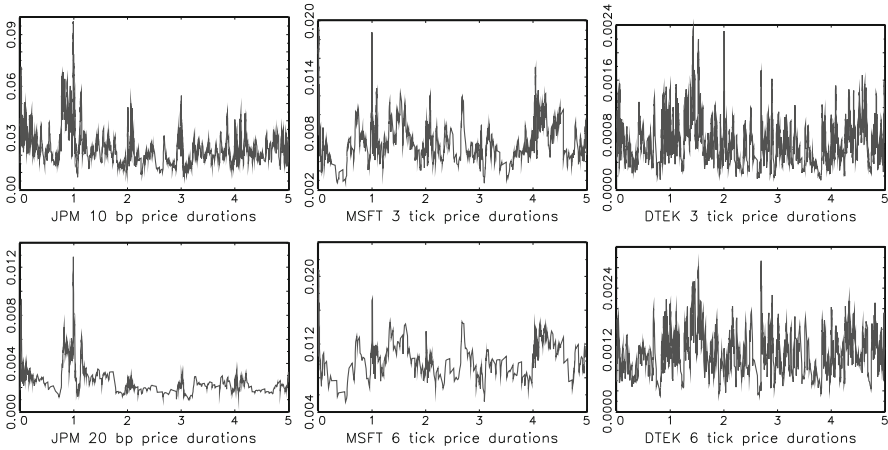 0.09
0.06
0.03
0.00
0 1 2 3 4 5
JPM 10 bp price durations
0.020
0.014
0.008
0.002
0 1 2 3 4 5
MSFT 3 tick price durations
0.0024
0.0016
0.0008
0.0000
0 1 2 3 4 5
DTEK 3 tick price durations
0.012
0.008
0.004
0.000
0 1 2 3 4 5
JPM 20 bp price durations
0.020
0.012
0.004
0 1 2 3 4 5
MSFT 6 tick price durations
0.0024
0.0012
0.0000
0 1 2 3 4 5
DTEK 6 tick price durations